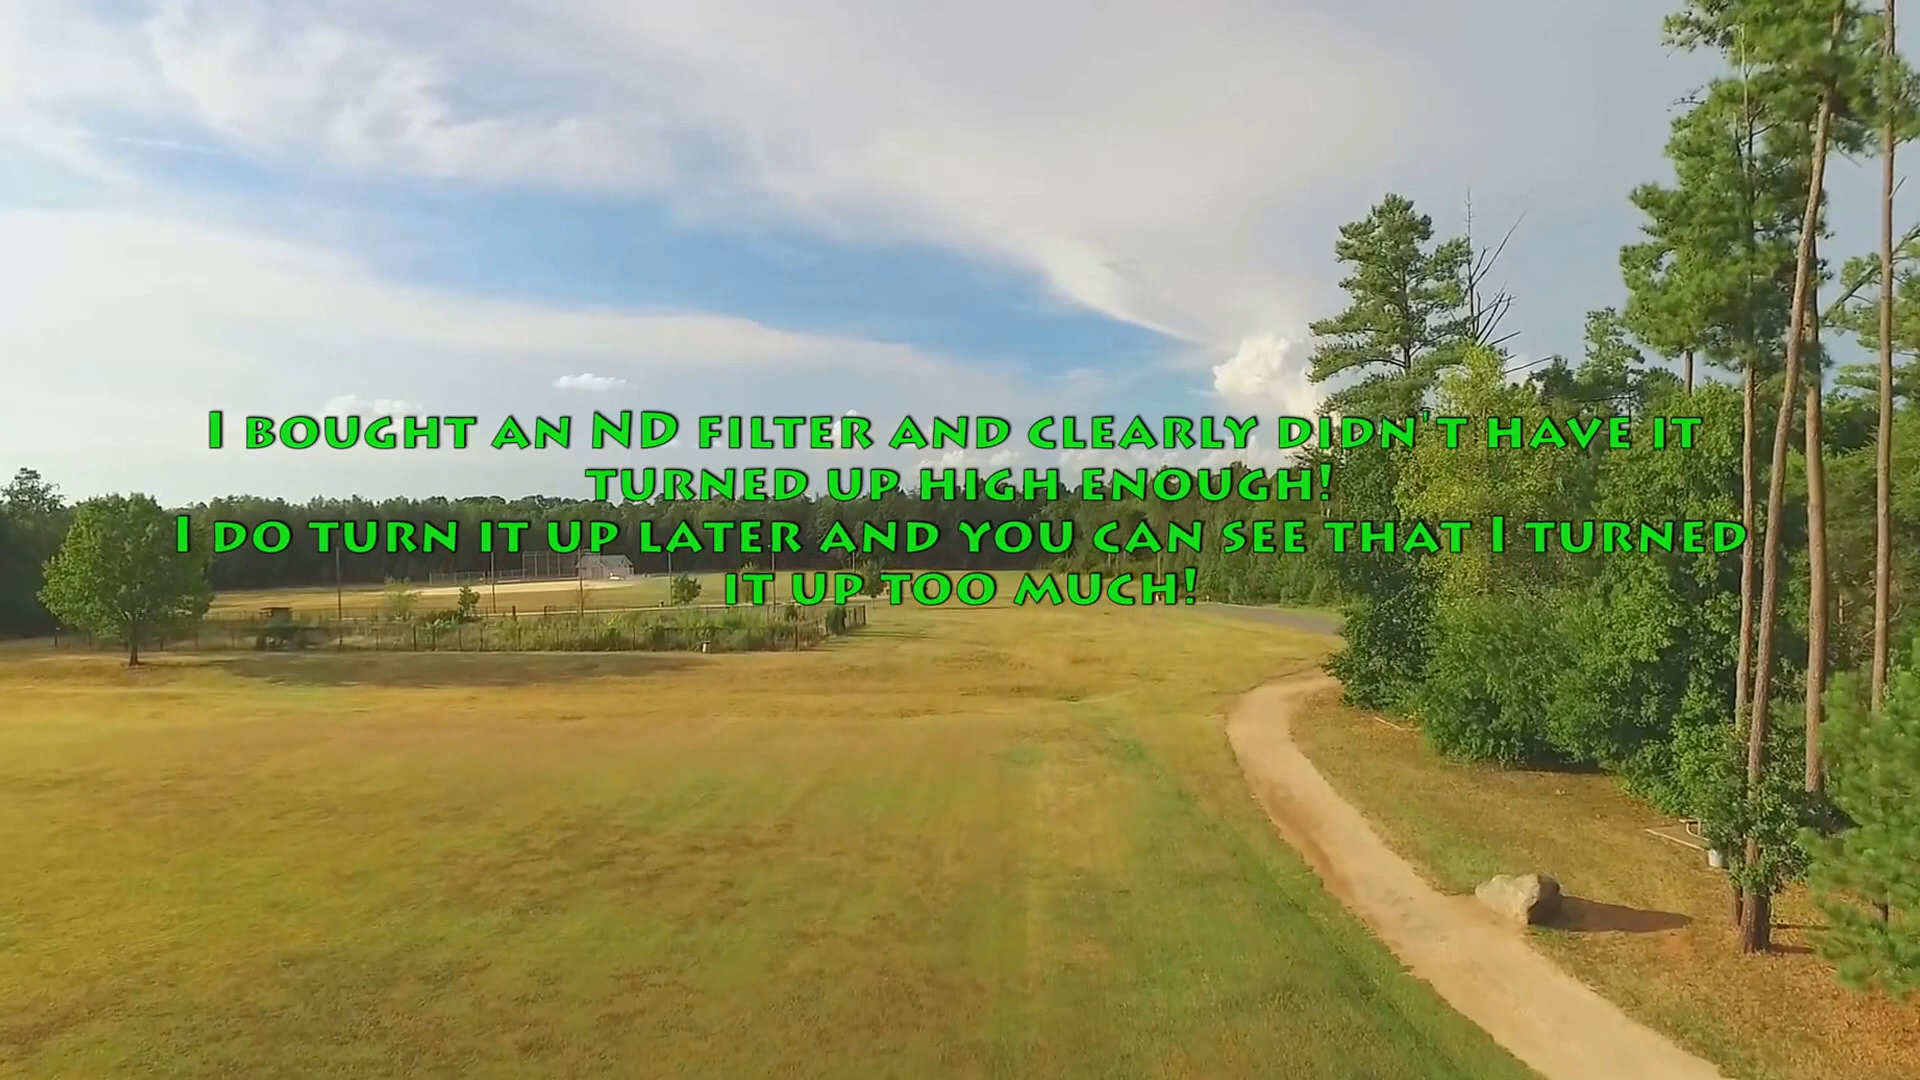 I bought an ND filter and clearly didn't have it
turned up high enough!
I do turn it up later and you can see that I turned
it up too much!